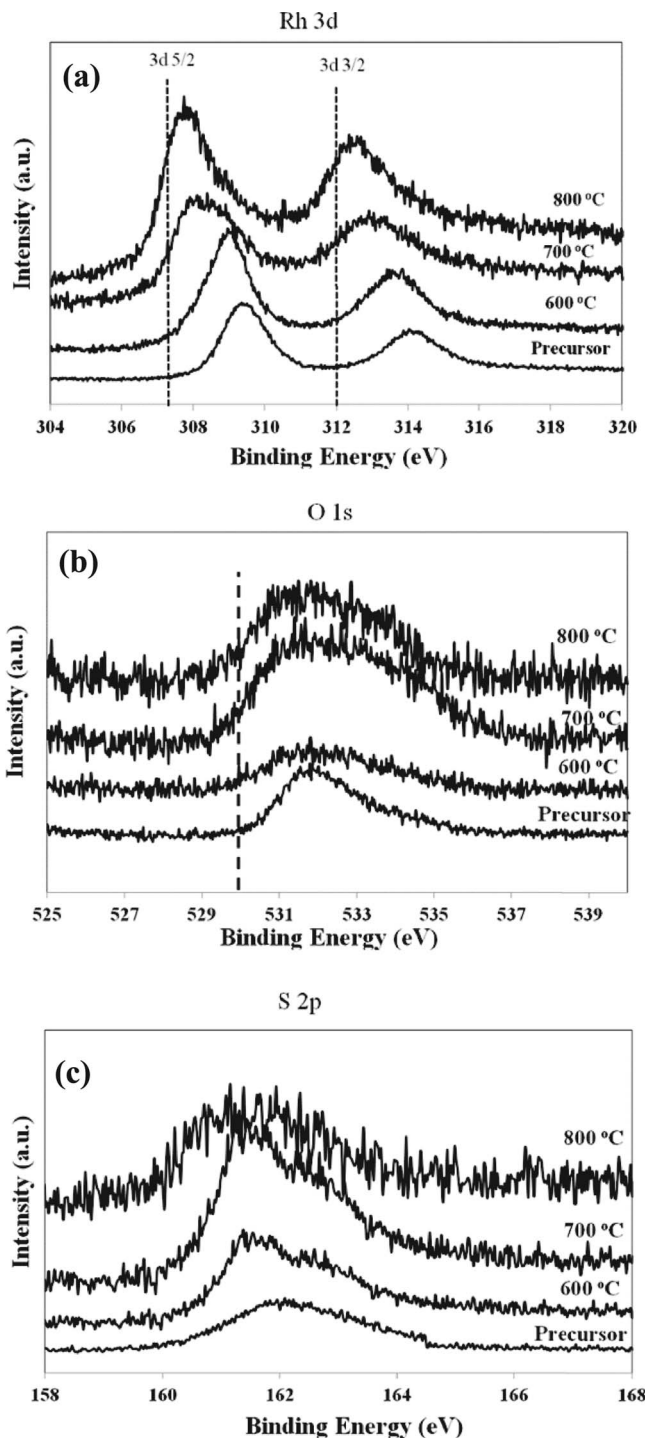 Rh 3d
(a)
3d 5/2
3d 3/2
800 °C
700 °C
600 °C
Precursor
Intensity (a.u.)
304 306 308 310 312 314 316 318 320
Binding Energy (eV)
O 1s
(b)
800 °C
700 °C
600 °C
Precursor
Intensity (a.u.)
525 527 529 531 533 535 537 539
Binding Energy (eV)
S 2p
(c)
800 °C
700 °C
600 °C
Precursor
Intensity (a.u.)
158 160 162 164 166 168
Binding Energy (eV)